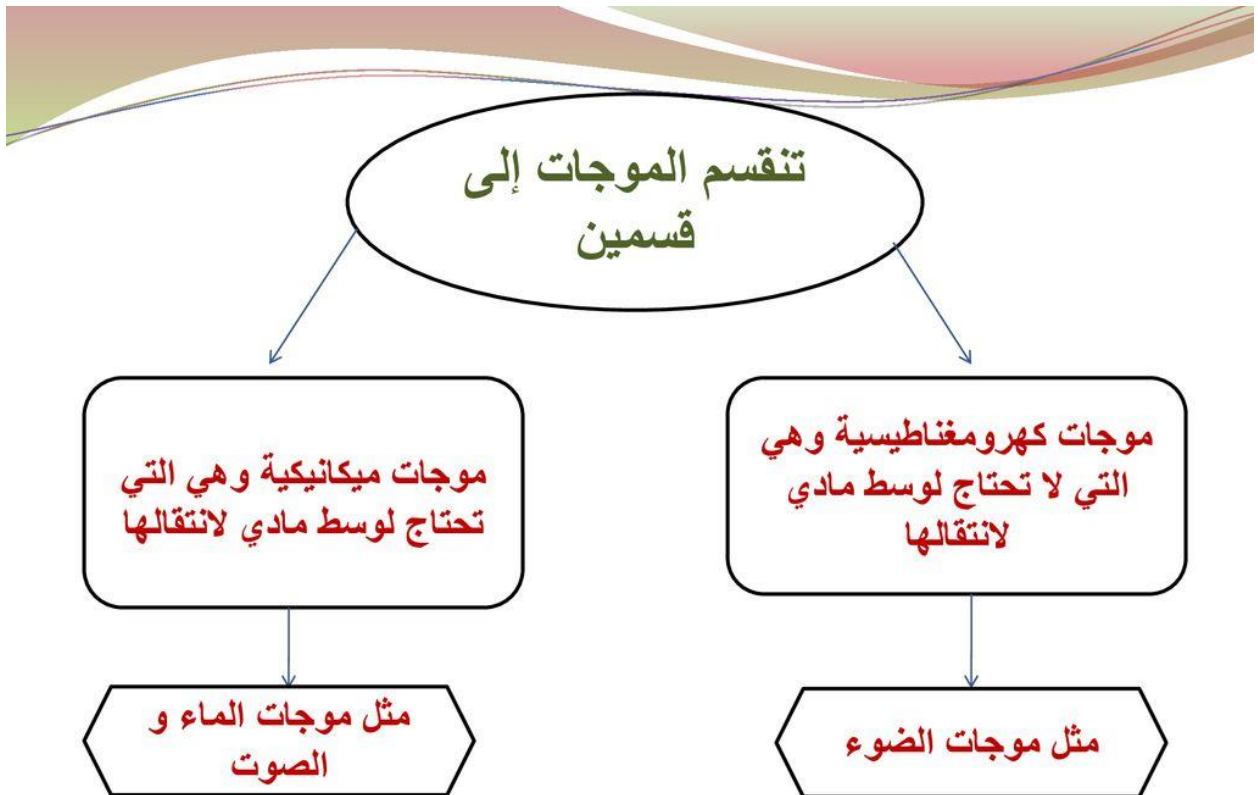 تنقسم الموجات إلى
قسمين
موجات كهرومغناطيسية وهي
التي لا تحتاج لوسط مادي
لانتقالها
موجات ميكانيكية وهي التي
تحتاج لوسط مادي لانتقالها
مثل موجات الضوء
مثل موجات الماء و
الصوت